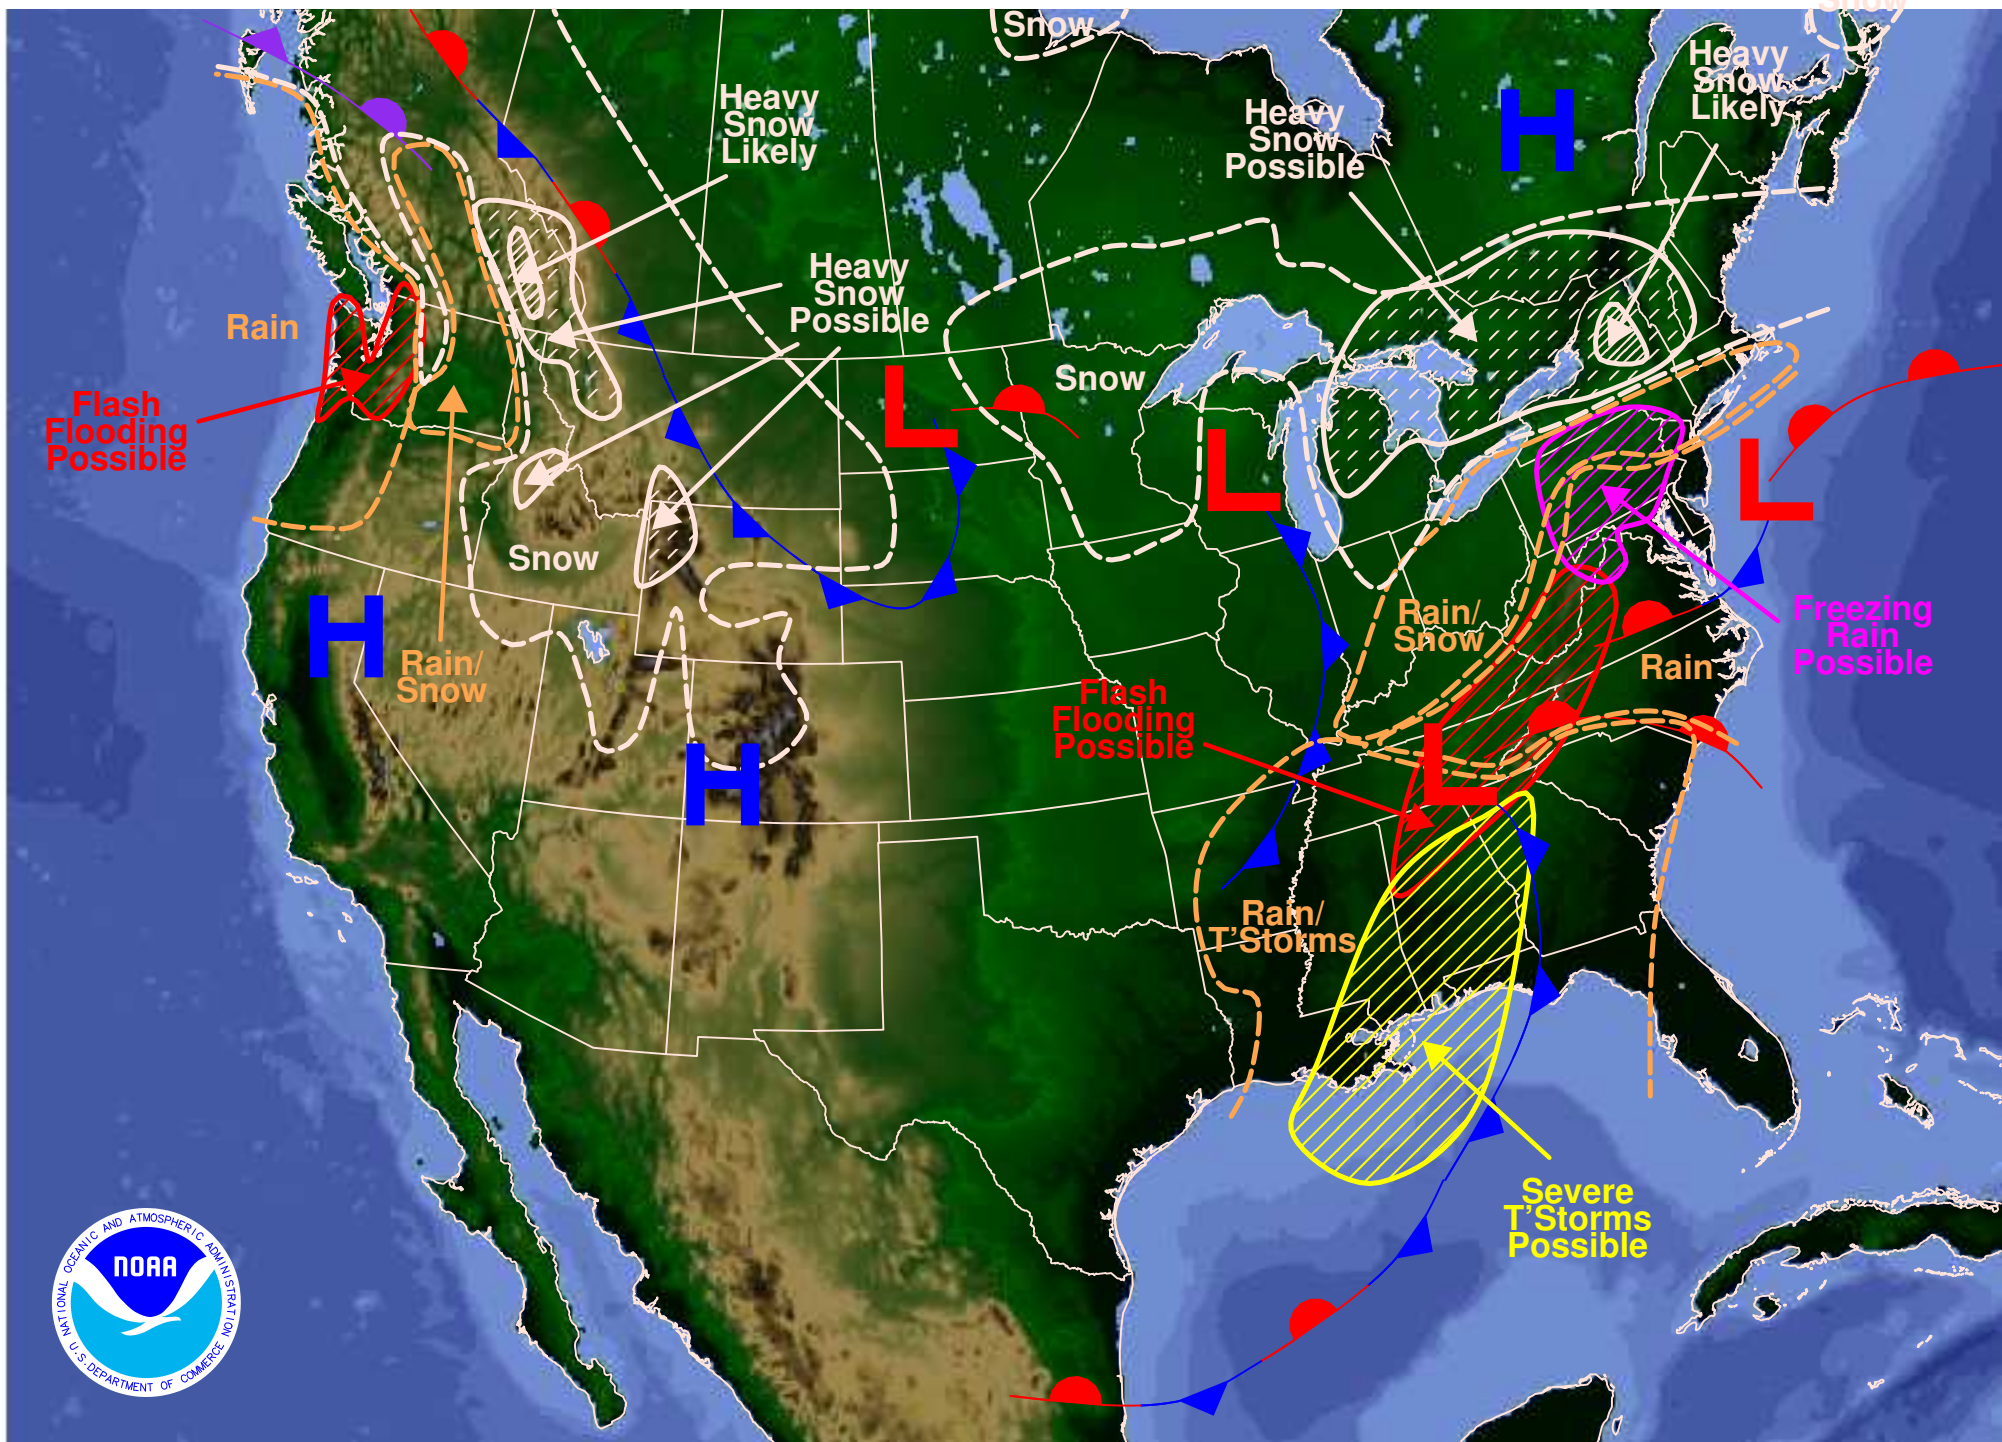 Snow
Snow
Heavy
Snow
Likely
Heavy
Snow
Likely
Heavy
Snow
Possible
Heavy
Snow
Possible
H
Rain
Flash
Flooding
Possible
Snow
L
L
L
Snow
H
Rain/
Snow
Rain/
Snow
Rain
Freezing
Rain
Possible
Flash
Flooding
Possible
H
L
Rain/
T'Storms
Severe
T'Storms
Possible
NATIONAL OCEANIC AND ATMOSPHERIC ADMINISTRATION
NOAA
U.S. DEPARTMENT OF COMMERCE